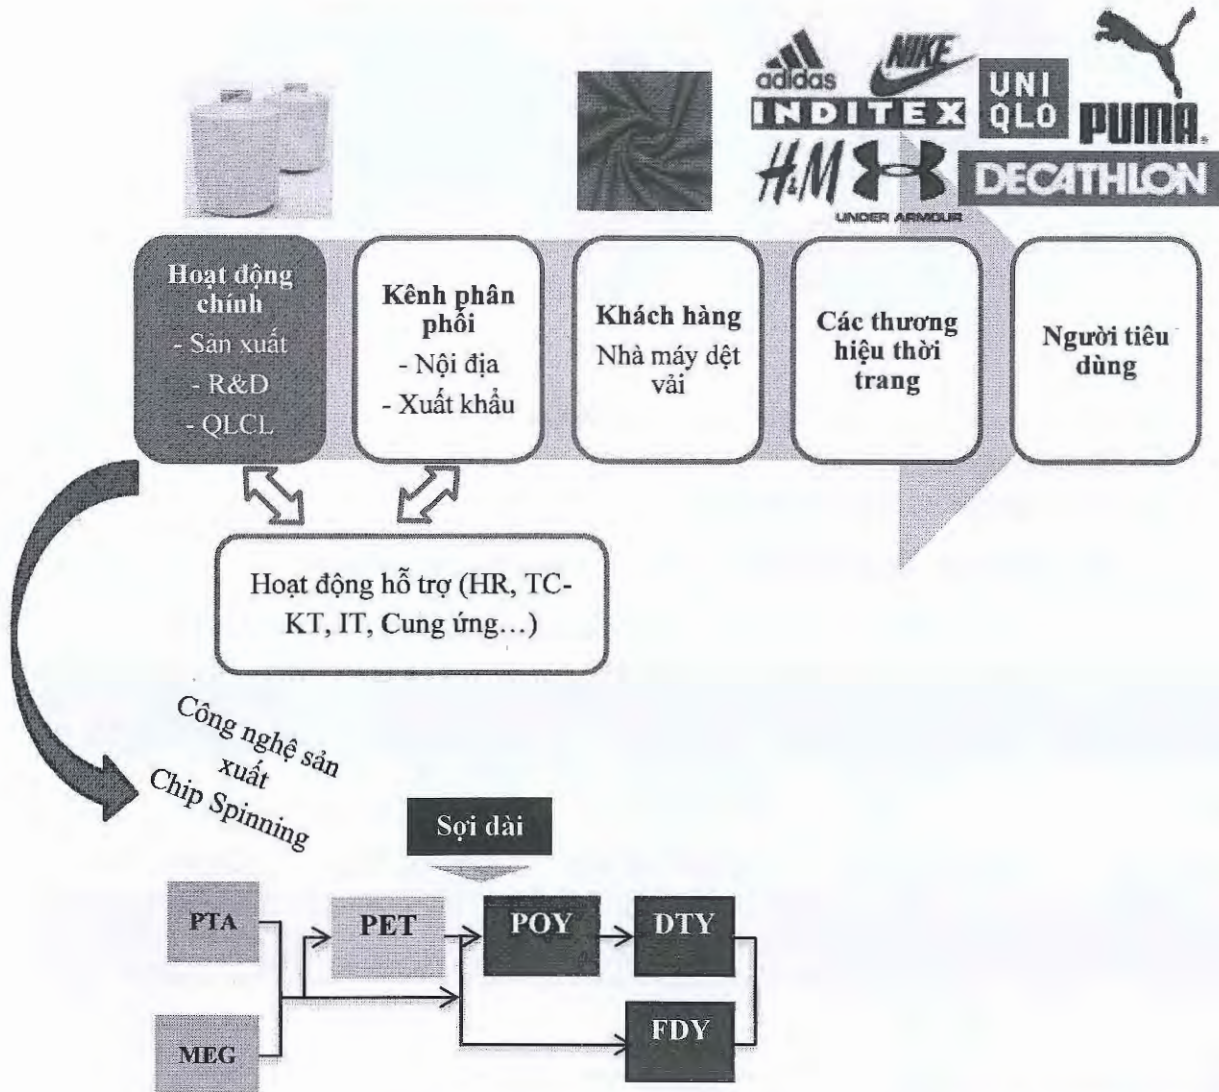 adidas
NIKE
INDITEX
UNI
QLO
PUMA.
H&M
UNDER ARMOUR
DECATHLON
Hoạt động
chính
- Sản xuất
- R&D
- QLCL
Kênh phân
phối
- Nội địa
- Xuất khẩu
Khách hàng
Nhà máy dệt
vải
Các thương
hiệu thời
trang
Người tiêu
dùng
Hoạt động hỗ trợ (HR, TC-
KT, IT, Cung ứng...)
Công nghệ sản
xuất
Chip Spinning
Sợi dài
PTA
PET
POY
DTY
MEG
FDY